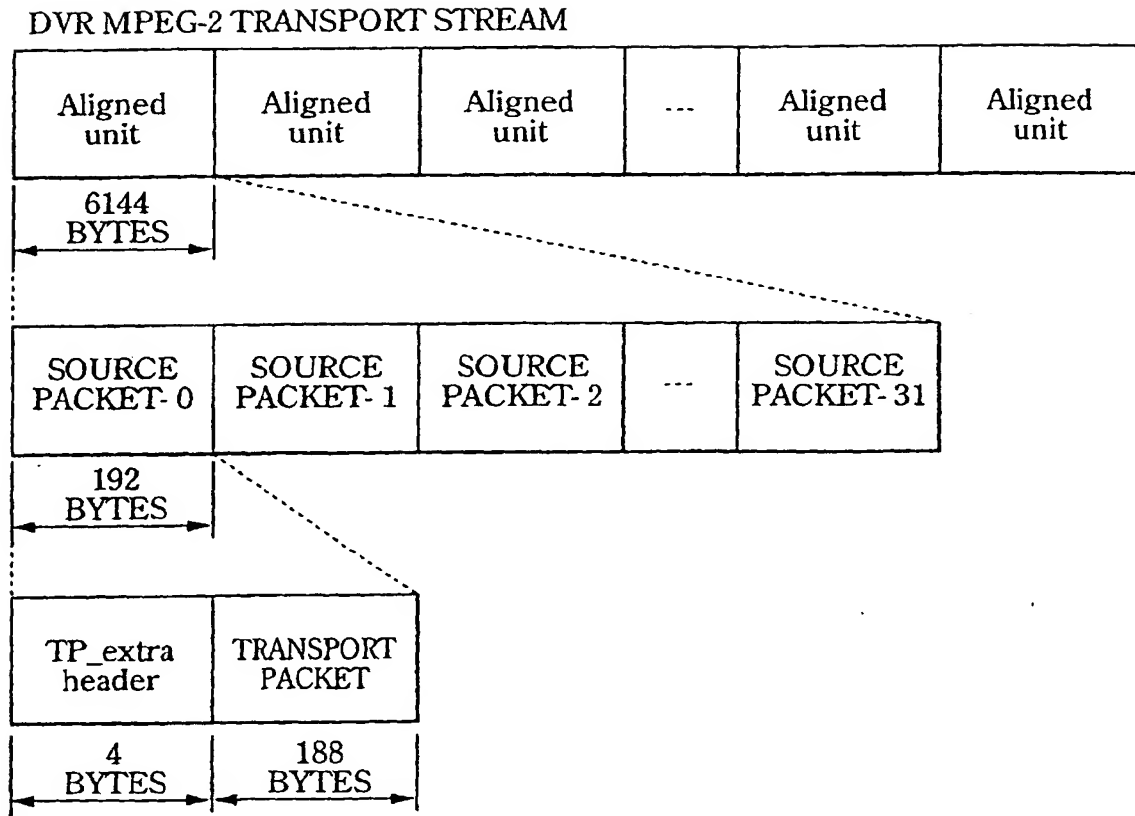 DVR MPEG-2 TRANSPORT STREAM
Aligned
unit
Aligned
unit
Aligned
unit
---
Aligned
unit
Aligned
unit
6144
BYTES
SOURCE
PACKET- 0
SOURCE
PACKET- 1
SOURCE
PACKET- 2
---
SOURCE
PACKET- 31
192
BYTES
TP_extra
header
TRANSPORT
PACKET
4
BYTES
188
BYTES